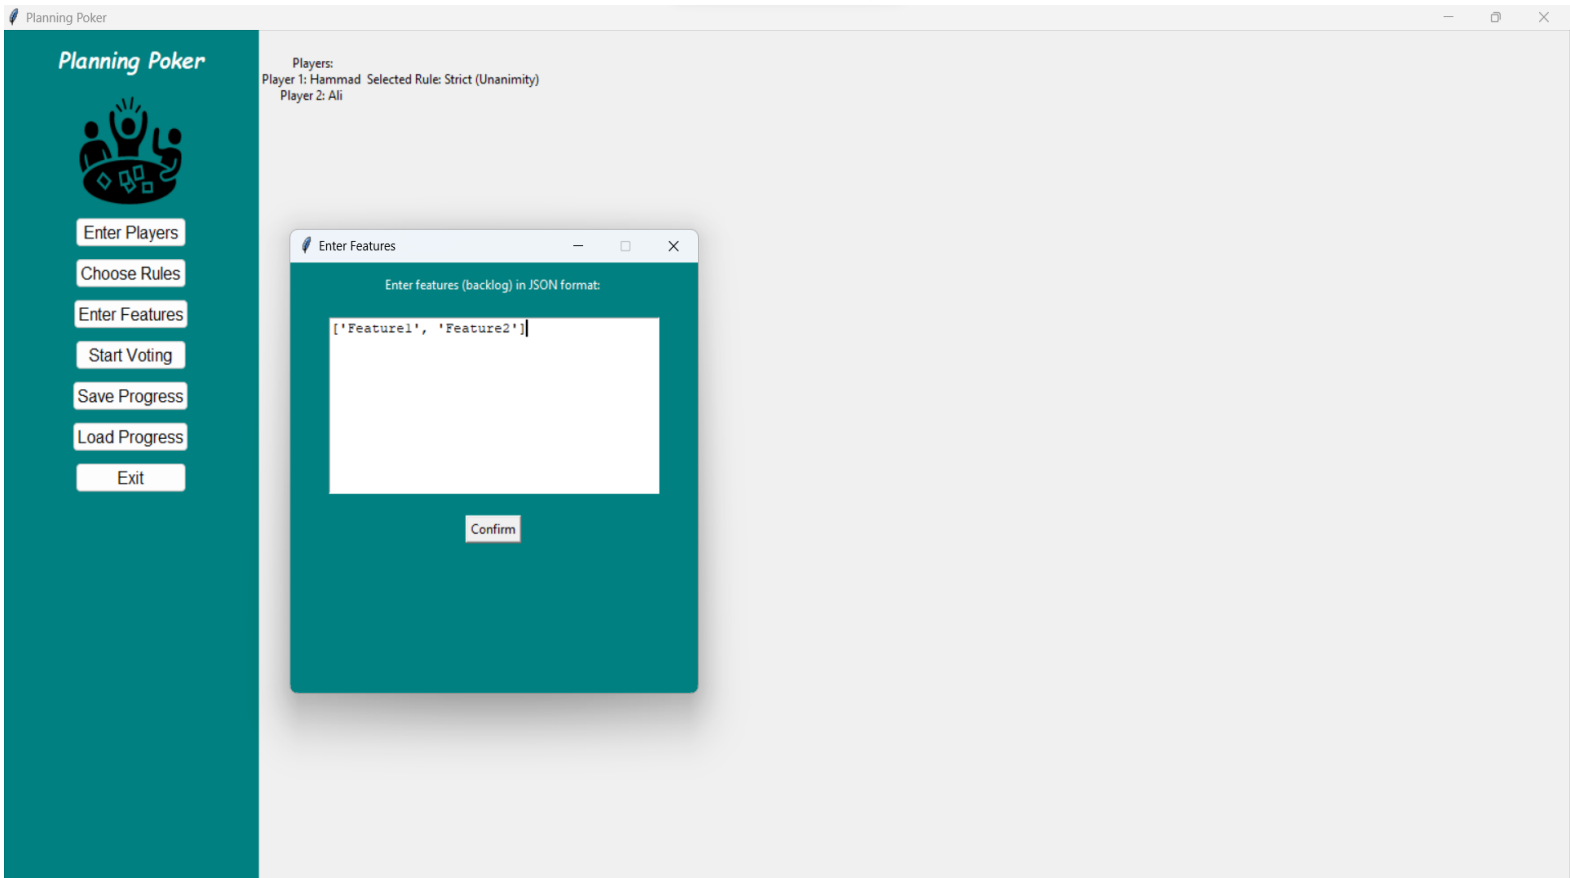 Planning Poker
Planning Poker
Enter Players
Choose Rules
Enter Features
Start Voting
Save Progress
Load Progress
Exit
Players:
Player 1: Hammad Selected Rule: Strict (Unanimity)
Player 2: Ali
Enter Features
Enter features (backlog) in JSON format:
['Feature1', 'Feature2']
Confirm